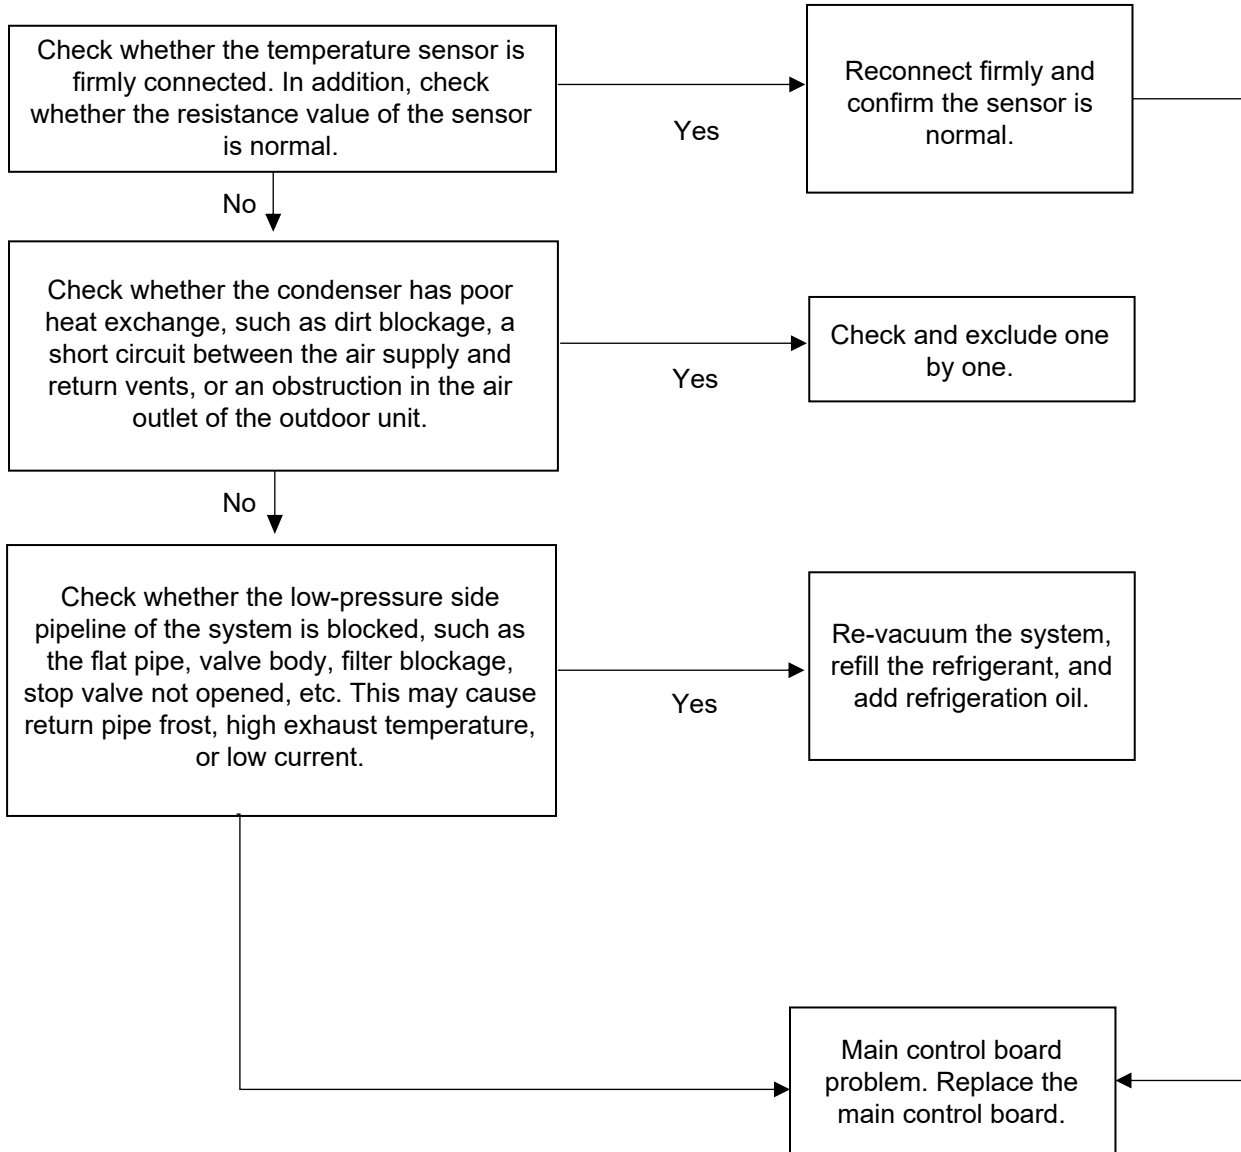 Check whether the temperature sensor is
firmly connected. In addition, check
whether the resistance value of the sensor
is normal.
Yes
Reconnect firmly and
confirm the sensor is
normal.
No
Check whether the condenser has poor
heat exchange, such as dirt blockage, a
short circuit between the air supply and
return vents, or an obstruction in the air
outlet of the outdoor unit.
Yes
Check and exclude one
by one.
No
Check whether the low-pressure side
pipeline of the system is blocked, such as
the flat pipe, valve body, filter blockage,
stop valve not opened, etc. This may cause
return pipe frost, high exhaust temperature,
or low current.
Yes
Re-vacuum the system,
refill the refrigerant, and
add refrigeration oil.
Main control board
problem. Replace the
main control board.